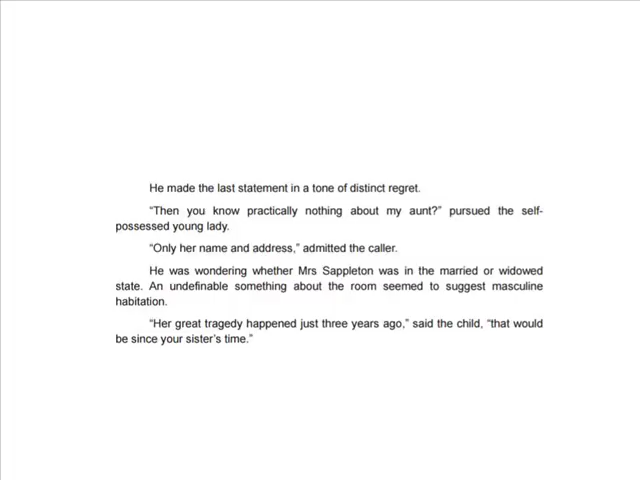 He made the last statement in a tone of distinct regret.
“Then you know practically nothing about my aunt?” pursued the self-
possessed young lady.
“Only her name and address,” admitted the caller.
He was wondering whether Mrs Sappleton was in the married or widowed
state. An undefinable something about the room seemed to suggest masculine
habitation.
“Her great tragedy happened just three years ago,” said the child, “that would
be since your sister’s time.”